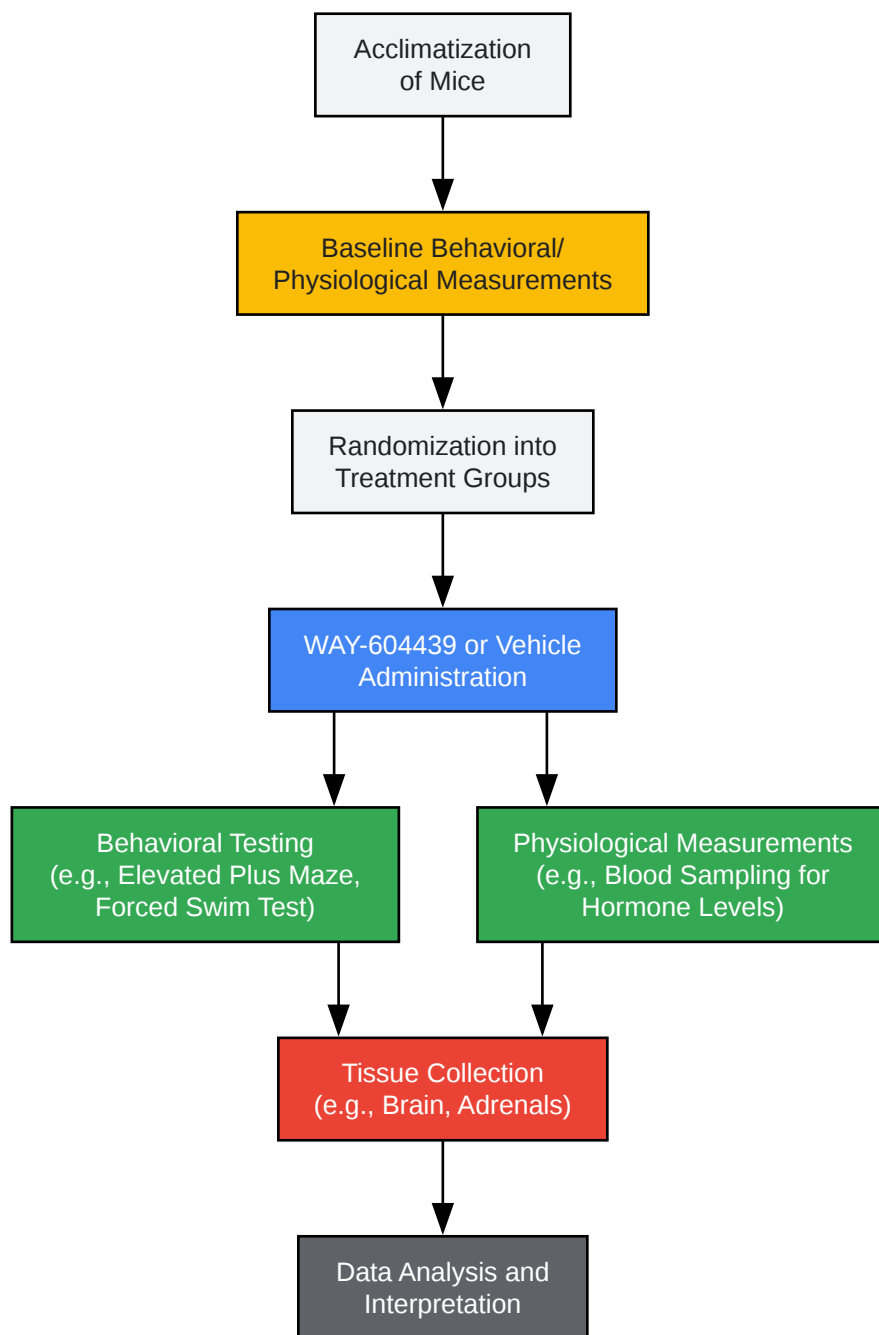 Acclimatization
of Mice
Baseline Behavioral/
Physiological Measurements
Randomization into
Treatment Groups
WAY-604439 or Vehicle
Administration
Behavioral Testing
(e.g., Elevated Plus Maze,
Forced Swim Test)
Physiological Measurements
(e.g., Blood Sampling for
Hormone Levels)
Tissue Collection
(e.g., Brain, Adrenals)
Data Analysis and
Interpretation